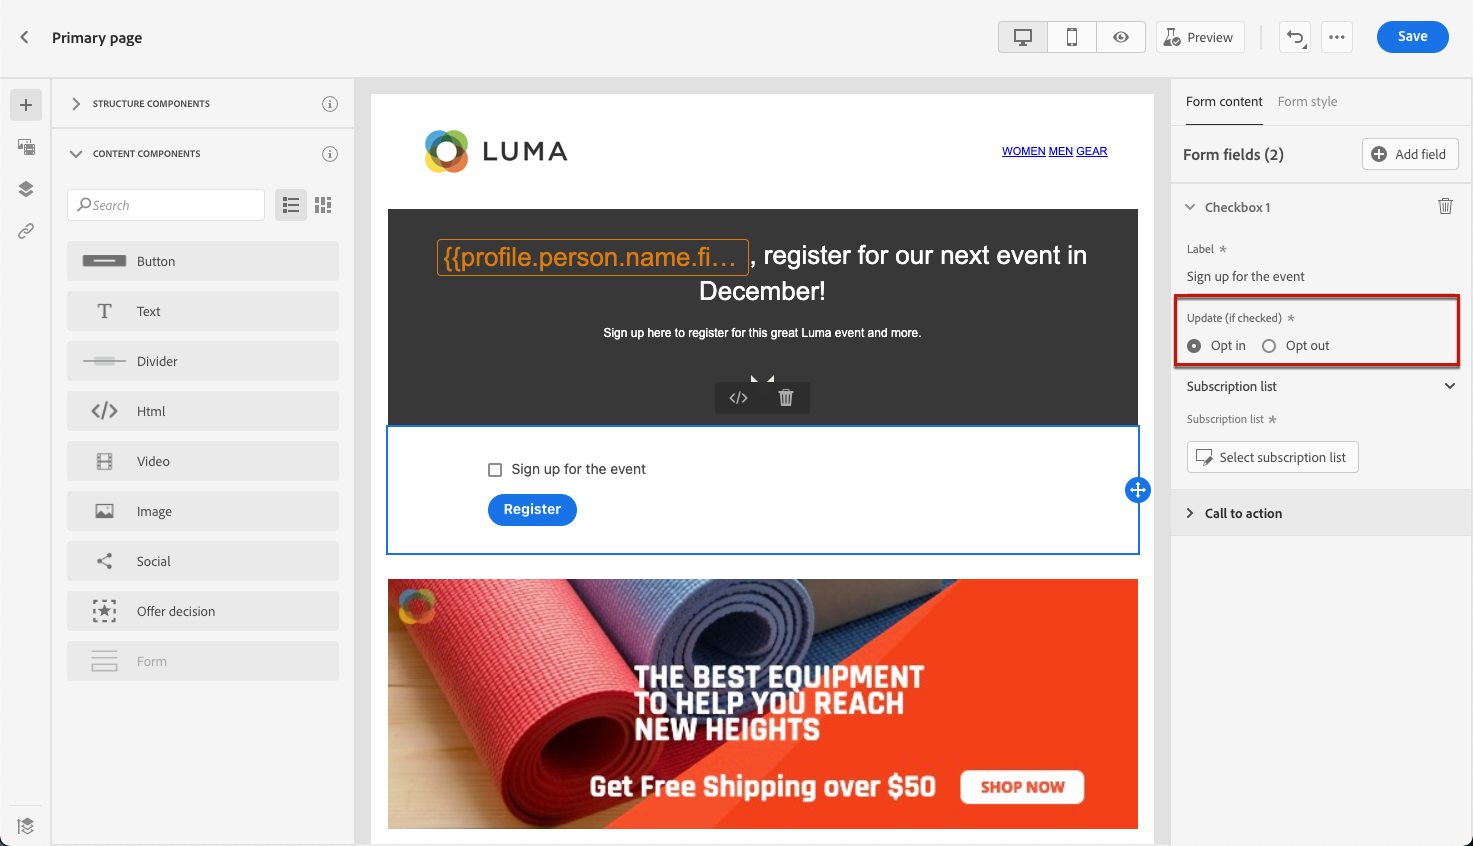 Primary page
Preview
Save
STRUCTURE COMPONENTS
CONTENT COMPONENTS
Search
Button
Text
Divider
Html
Video
Image
Social
Offer decision
Form
LUMA
WOMEN MEN GEAR
{{profile.person.name.fi... , register for our next event in
December!
Sign up here to register for this great Luma event and more.
Sign up for the event
Register
THE BEST EQUIPMENT
TO HELP YOU REACH
NEW HEIGHTS
Get Free Shipping over $50
SHOP NOW
Form content Form style
Form fields (2)
Add field
Checkbox 1
Label *
Sign up for the event
Update (if checked) *
Opt in Opt out
Subscription list
Subscription list *
Select subscription list
Call to action